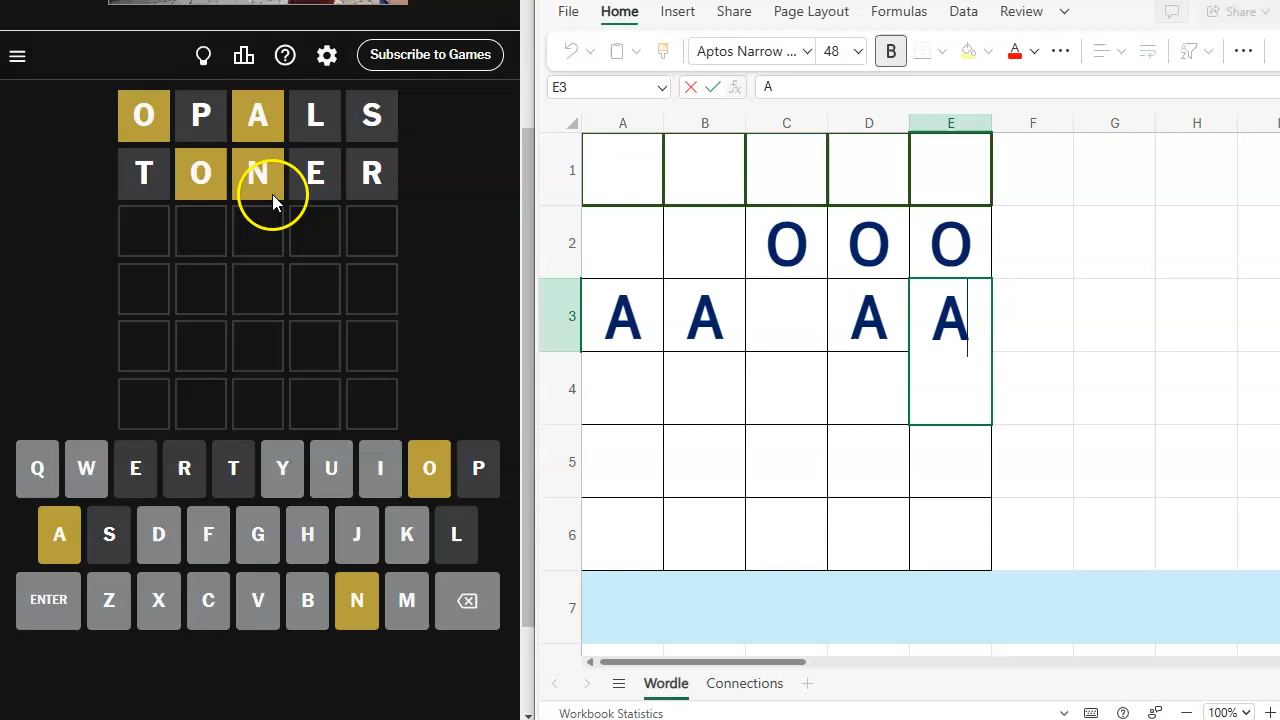 File Home Insert Share Page Layout Formulas Data Review Share
Subscribe to Games
Aptos Narrow ... 48 B A
E3 A
A B C D E F G H
O P A L S
T O N E R
1
2 O O O
3 A A A A
4
5
6
7
Q W E R T Y U I O P
A S D F G H J K L
ENTER Z X C V B N M
Wordle Connections
Workbook Statistics 100%